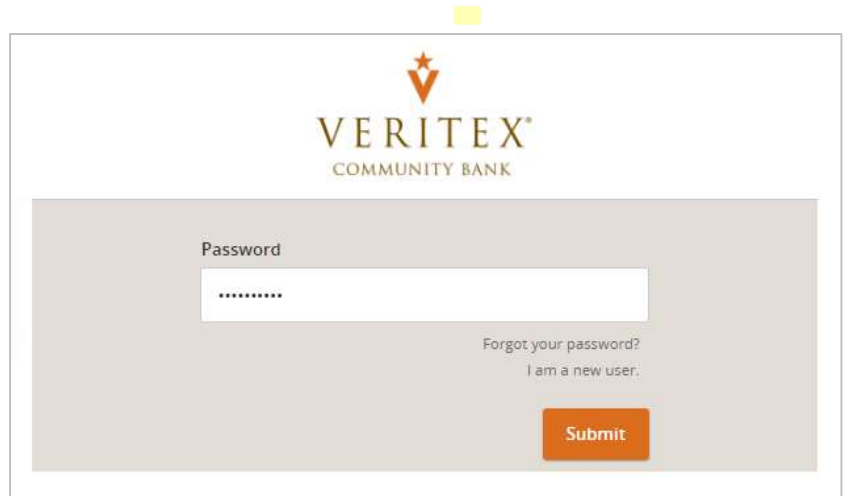 VERITEX®
COMMUNITY BANK
Password
••••••••••
Forgot your password?
I am a new user.
Submit